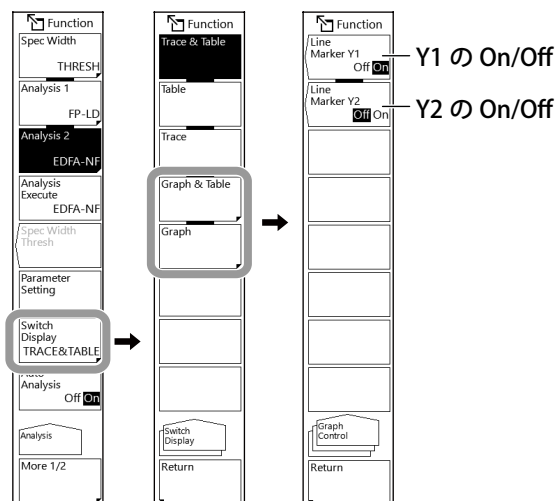 Function
Spec Width
THRESH
Analysis 1
FP-LD
Analysis 2
EDFA-NF
Analysis
Execute
EDFA-NF
Spec Width
Thresh
Parameter
Setting
Switch
Display
TRACE&TABLE
Auto
Analysis
Off On
Analysis
More 1/2
Function
Trace & Table
Table
Trace
Graph & Table
Graph
Switch
Display
Return
Function
Line
Marker Y1
Off On
Line
Marker Y2
Off On
Graph
Control
Return
Y1 の On/Off
Y2 の On/Off